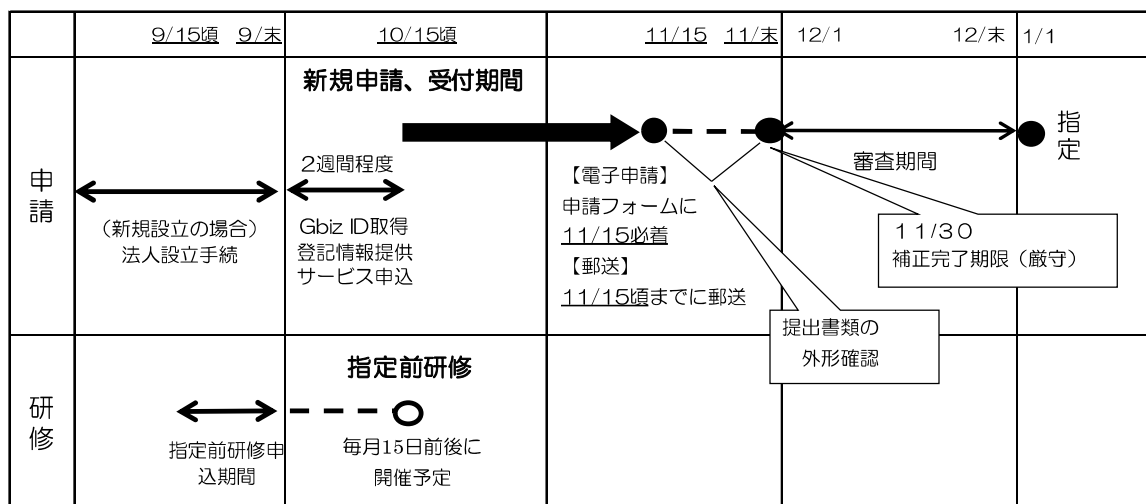 9/15頃 9/末 10/15頃 11/15 11/末 12/1 12/末 1/1
申請
新規申請、受付期間
2週間程度
(新規設立の場合)
法人設立手続
Gbiz ID取得
登記情報提供
サービス申込
【電子申請】
申請フォームに
11/15必着
【郵送】
11/15頃までに郵送
審査期間
指定
11/30
補正完了期限(厳守)
提出書類の
外形確認
研修
指定前研修
指定前研修申
込期間
毎月15日前後に
開催予定